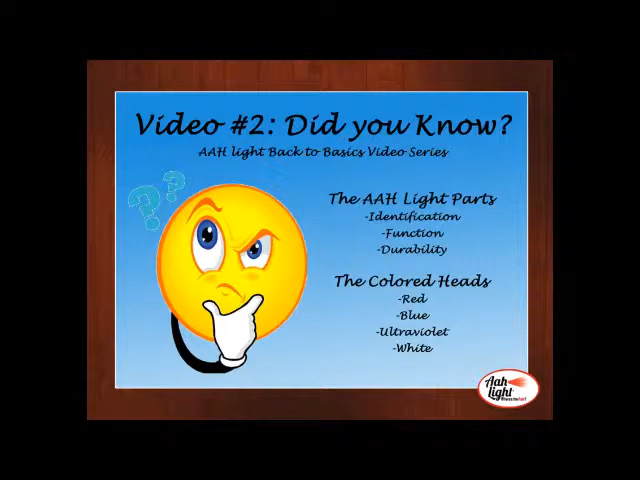 Video #2: Did you Know?
AAH light Back to Basics Video Series
? ?
The AAH Light Parts
-Identification
-Function
-Durability
The Colored Heads
-Red
-Blue
-Ultraviolet
-White
Aah
Light